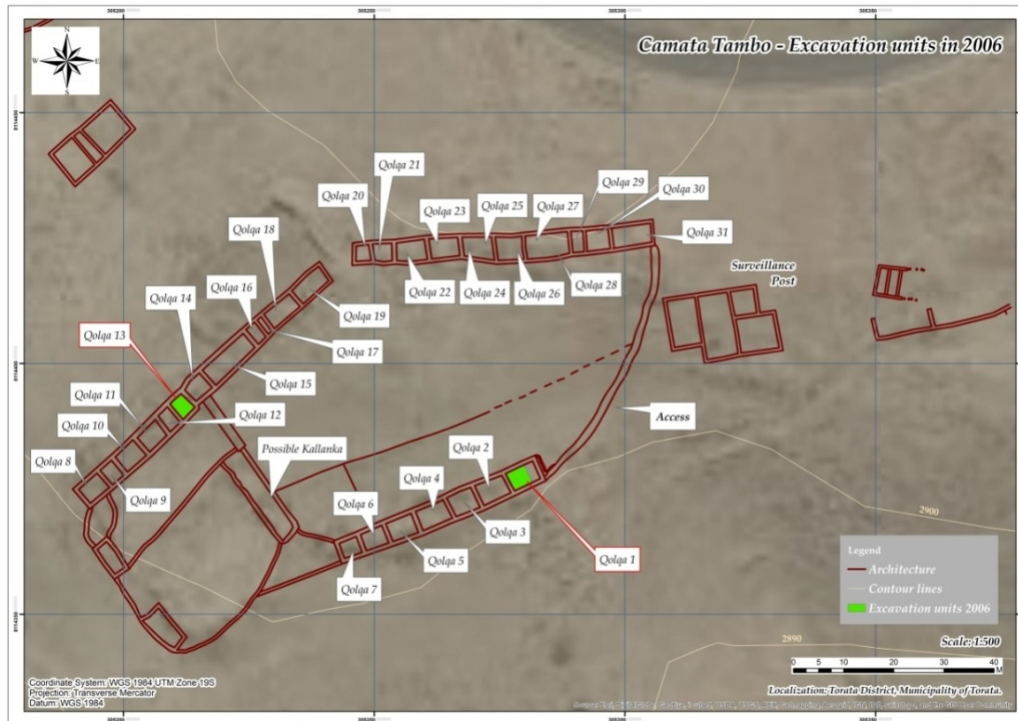 Camata Tambo - Excavation units in 2006
N
W E
S
Qolqa 21
Qolqa 20
Qolqa 29
Qolqa 30
Qolqa 23
Qolqa 25
Qolqa 27
Qolqa 18
Qolqa 31
Surveillance
Post
Qolqa 22
Qolqa 24
Qolqa 26
Qolqa 28
Qolqa 14
Qolqa 16
Qolqa 19
Qolqa 13
Qolqa 17
Qolqa 15
Qolqa 11
Qolqa 12
Access
Qolqa 10
Possible Kallanka
Qolqa 2
Qolqa 8
Qolqa 4
Qolqa 9
Qolqa 6
2900
Qolqa 3
Qolqa 5
Qolqa 1
Qolqa 7
Legend
Architecture
Contour lines
Excavation units 2006
2890
Scale: 1:500
0 5 10 20 30 40
M
Coordinate System: WGS 1984 UTM Zone 19S
Projection: Transverse Mercator
Datum: WGS 1984
Localization: Torata District, Municipality of Torata.